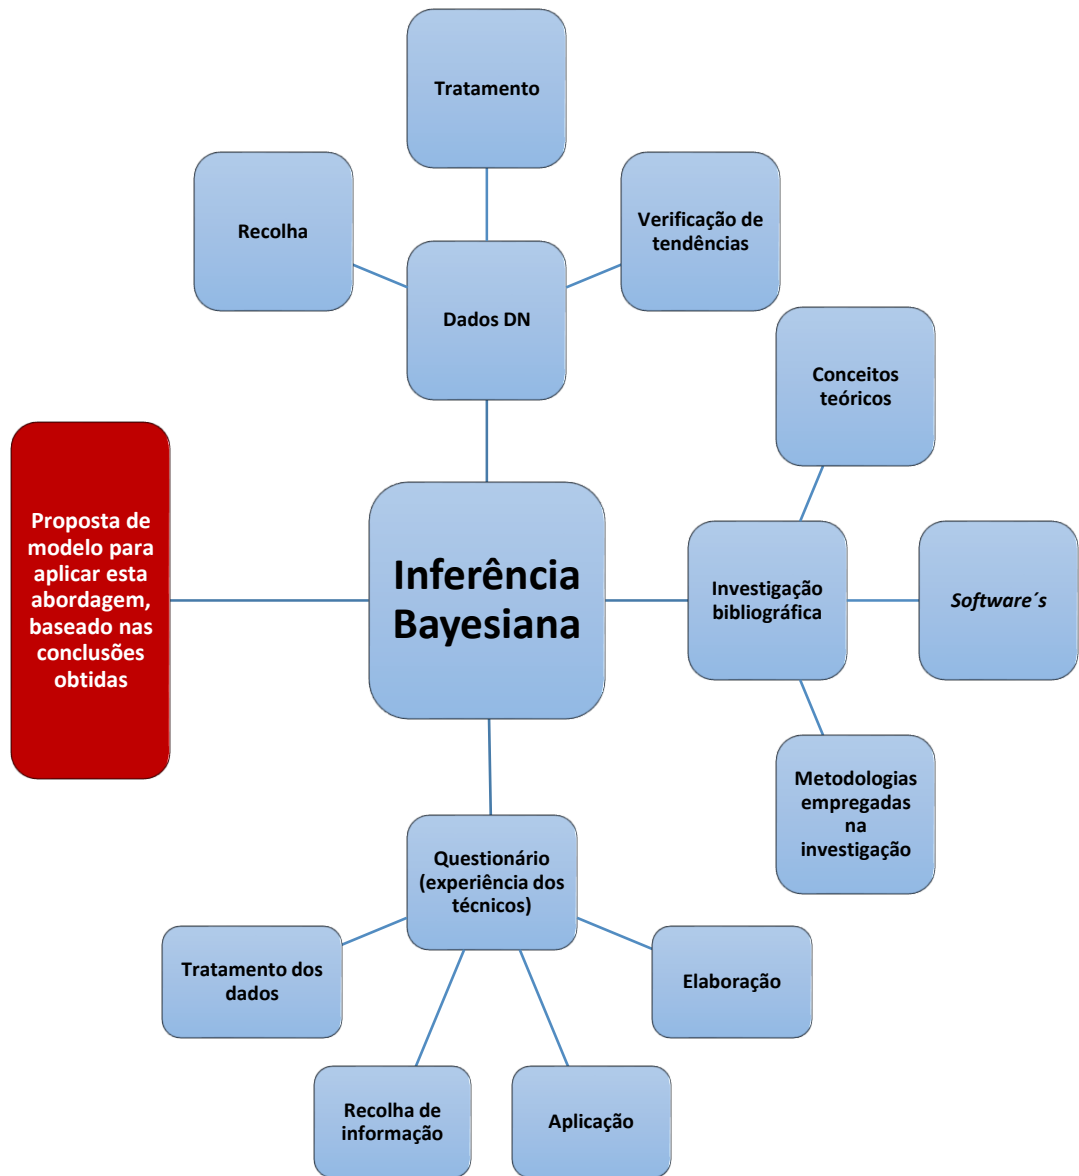 Tratamento
Recolha
Verificação de
tendências
Dados DN
Conceitos
teóricos
Proposta de
modelo para
aplicar esta
abordagem,
baseado nas
conclusões
obtidas
Inferência
Bayesiana
Investigação
bibliográfica
Software´s
Metodologias
empregadas
na
investigação
Questionário
(experiência dos
técnicos)
Tratamento dos
dados
Elaboração
Recolha de
informação
Aplicação